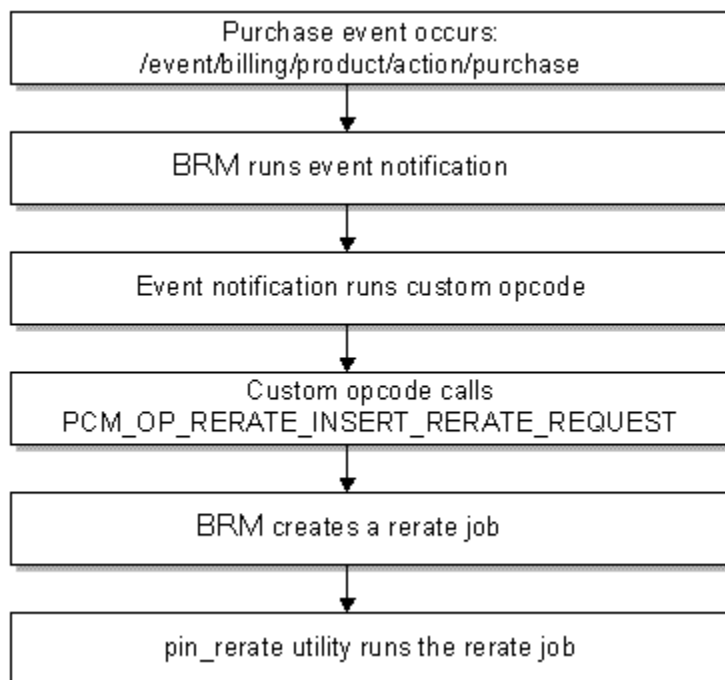 Purchase event occurs:
/event/billing/product/action/purchase
BRM runs event notification
Event notification runs custom opcode
Custom opcode calls
PCM_OP_RERATE_INSERT_RERATE_REQUEST
BRM creates a rerate job
pin_rerate utility runs the rerate job